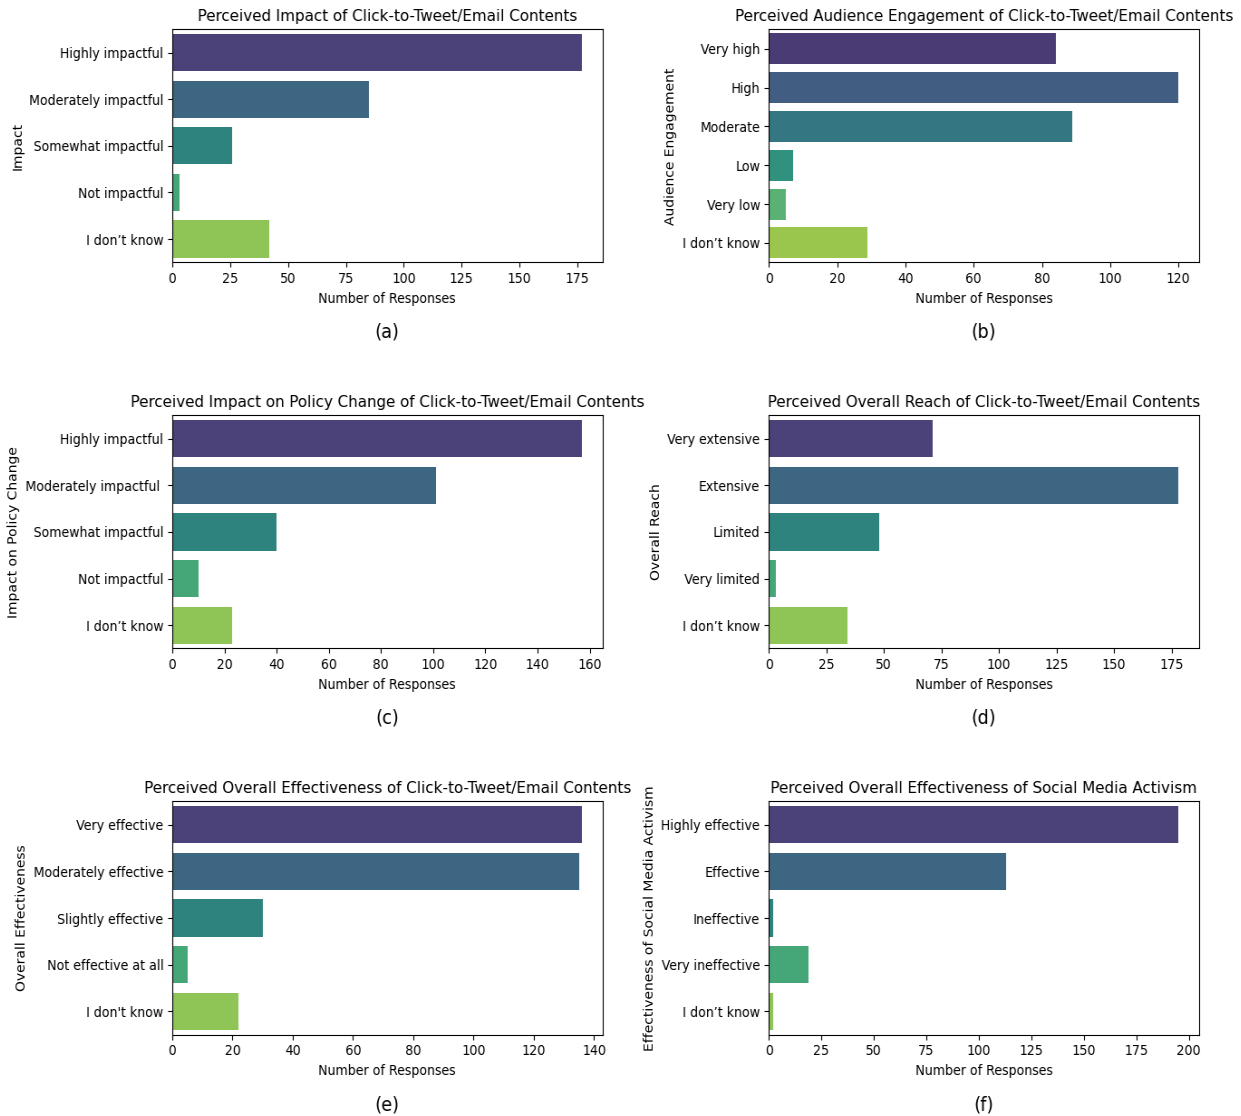 Perceived Impact of Click-to-Tweet/Email Contents
Impact
Highly impactful
Moderately impactful
Somewhat impactful
Not impactful
I don’t know
0 25 50 75 100 125 150 175
Number of Responses
(a)
Perceived Audience Engagement of Click-to-Tweet/Email Contents
Audience Engagement
Very high
High
Moderate
Low
Very low
I don’t know
0 20 40 60 80 100 120
Number of Responses
(b)
Perceived Impact on Policy Change of Click-to-Tweet/Email Contents
Impact on Policy Change
Highly impactful
Moderately impactful
Somewhat impactful
Not impactful
I don’t know
0 20 40 60 80 100 120 140 160
Number of Responses
(c)
Perceived Overall Reach of Click-to-Tweet/Email Contents
Overall Reach
Very extensive
Extensive
Limited
Very limited
I don’t know
0 25 50 75 100 125 150 175
Number of Responses
(d)
Perceived Overall Effectiveness of Click-to-Tweet/Email Contents
Overall Effectiveness
Very effective
Moderately effective
Slightly effective
Not effective at all
I don't know
0 20 40 60 80 100 120 140
Number of Responses
(e)
Perceived Overall Effectiveness of Social Media Activism
Effectiveness of Social Media Activism
Highly effective
Effective
Ineffective
Very ineffective
I don’t know
0 25 50 75 100 125 150 175 200
Number of Responses
(f)